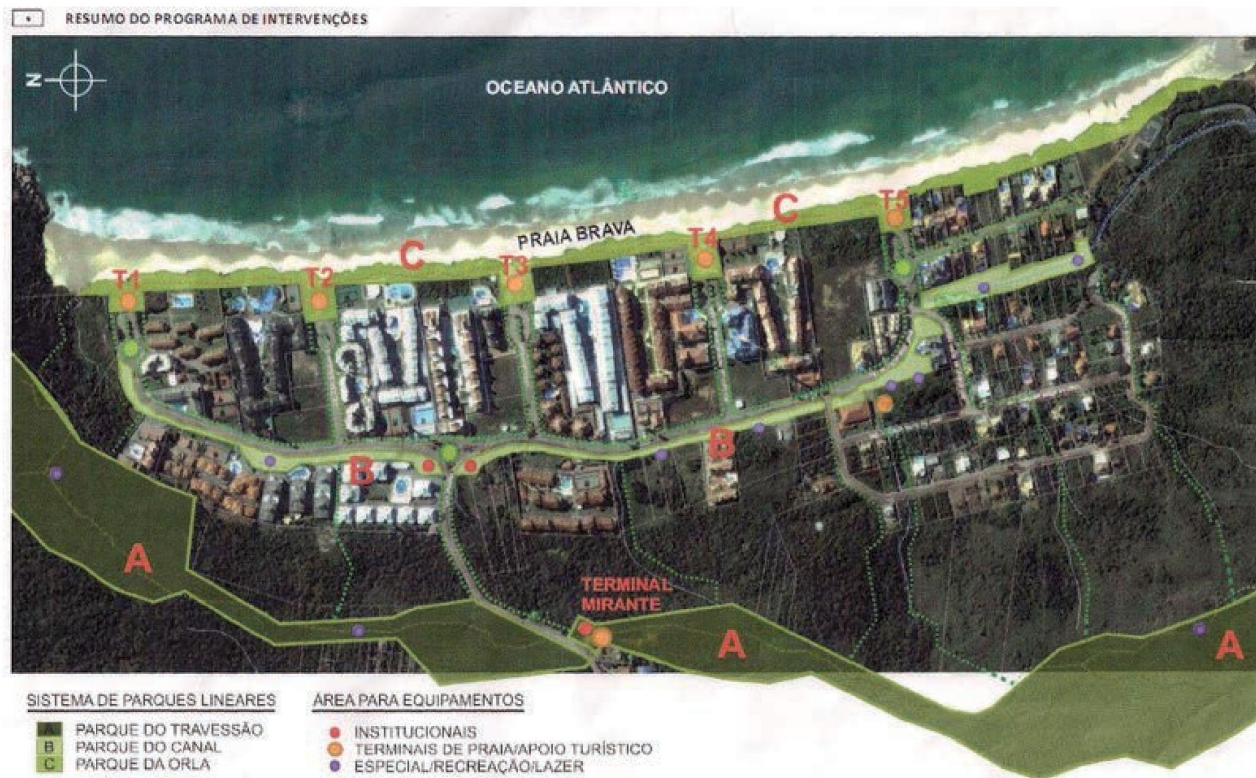 RESUMO DO PROGRAMA DE INTERVENÇÕES
N
OCEANO ATLÂNTICO
C
T5
PRAIA BRAVA
T4
C
T3
T1
T2
B
B
A
TERMINAL
MIRANTE
A
A
SISTEMA DE PARQUES LINEARES
A PARQUE DO TRAVESSÃO
B PARQUE DO CANAL
C PARQUE DA ORLA
ÁREA PARA EQUIPAMENTOS
INSTITUCIONAIS
TERMINAIS DE PRAIA/APOIO TURÍSTICO
ESPECIAL/RECREAÇÃO/LAZER